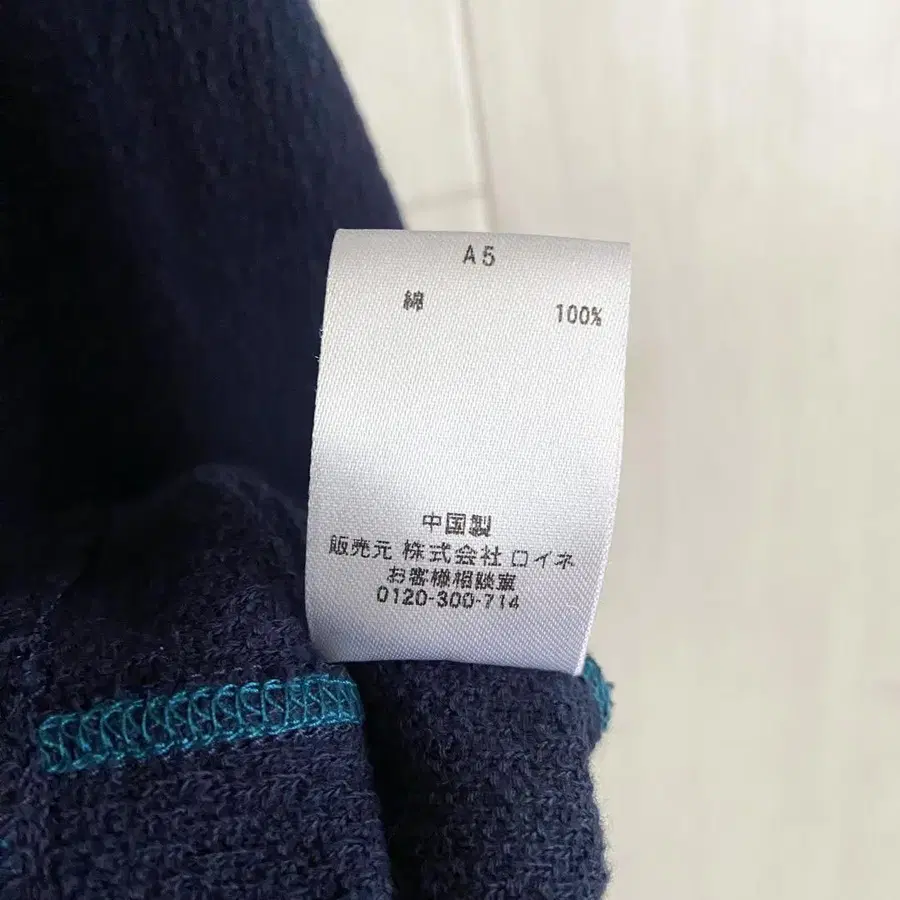 A5
綿 100%
中国製
販売元 株式会社 ロイネ
お客様相談室
0120-300-714